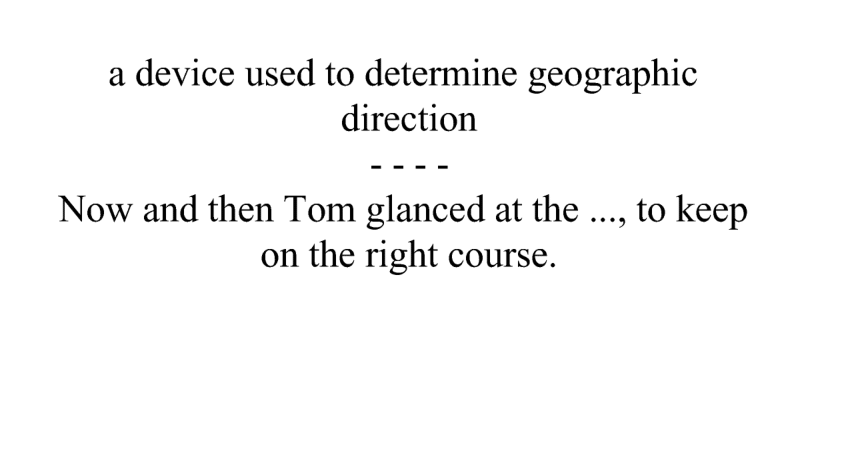 a device used to determine geographic
direction
- - - -
Now and then Tom glanced at the ..., to keep
on the right course.